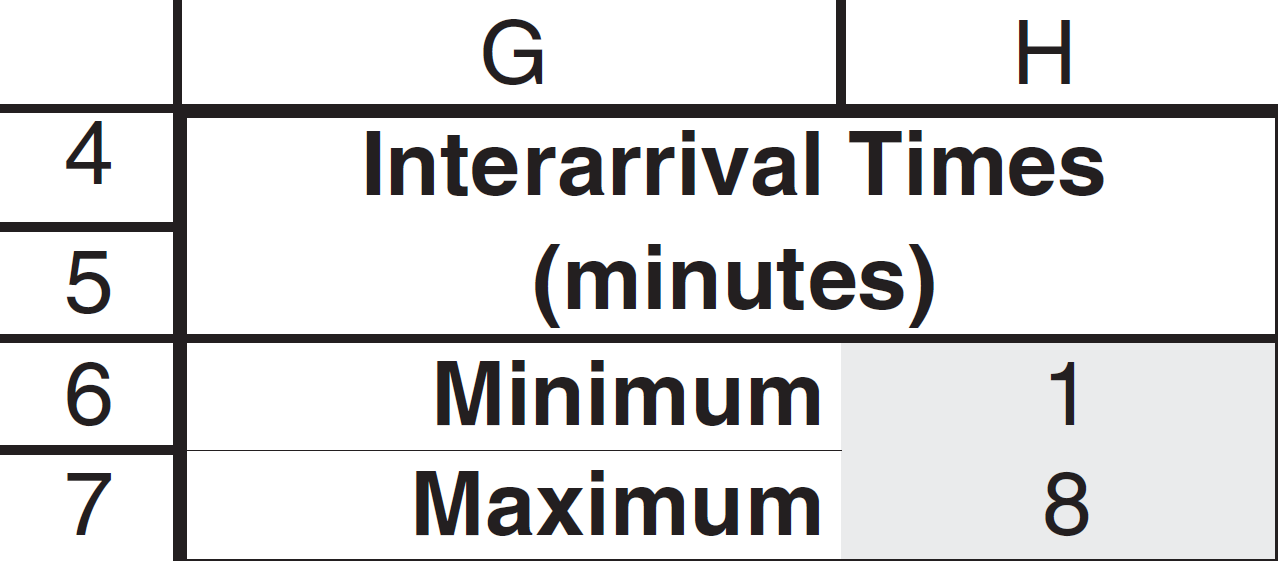 G H
4 Interarrival Times
5 (minutes)
6 Minimum 1
7 Maximum 8